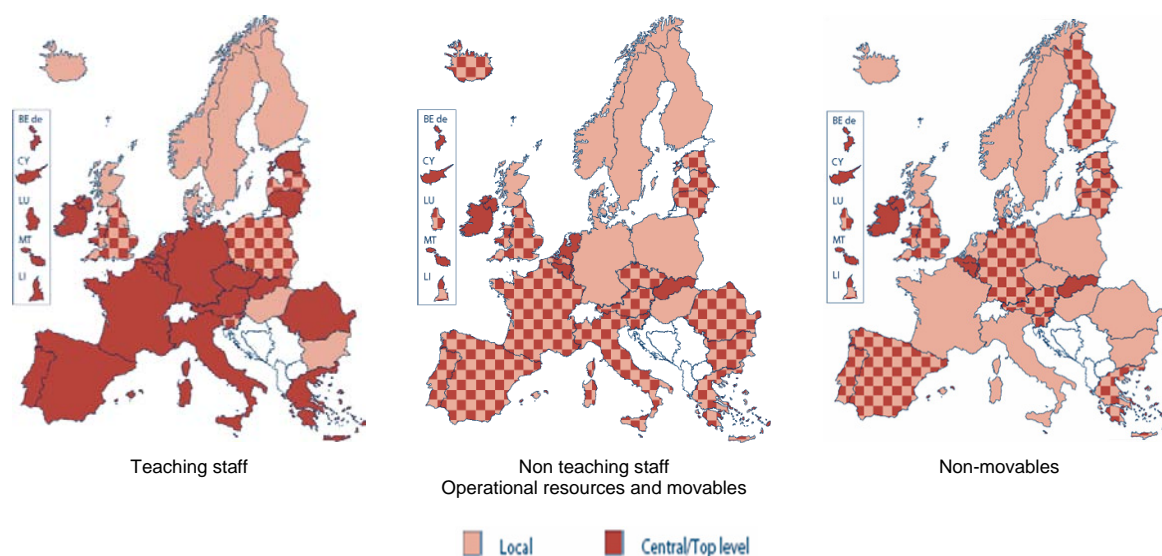 BE de
CY
LU
MT
LI
BE de
CY
LU
MT
LI
BE de
CY
LU
MT
LI
Teaching staff
Non teaching staff
Operational resources and movables
Non-movables
Local
Central/Top level